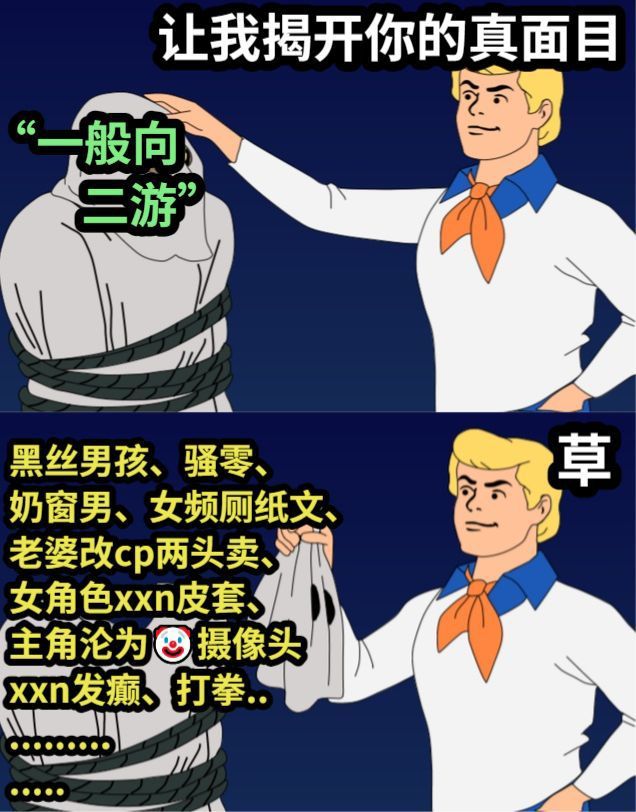 让我揭开你的真面目
“一般向
二游”
草
黑丝男孩、骚零、
奶窗男、女频厕纸文、
老婆改cp两头卖、
女角色xxn皮套、
主角沦为🤡摄像头
xxn发癫、打拳..
..........
.....